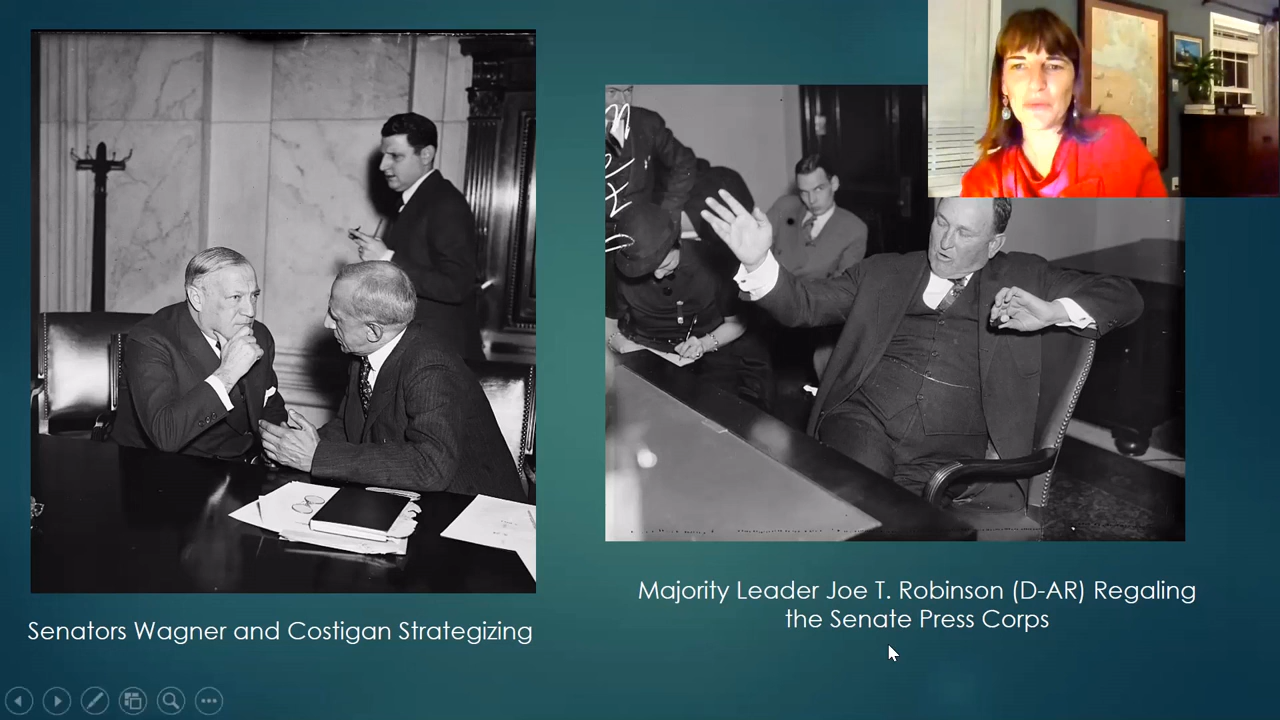 Senators Wagner and Costigan Strategizing
Majority Leader Joe T. Robinson (D-AR) Regaling
the Senate Press Corps